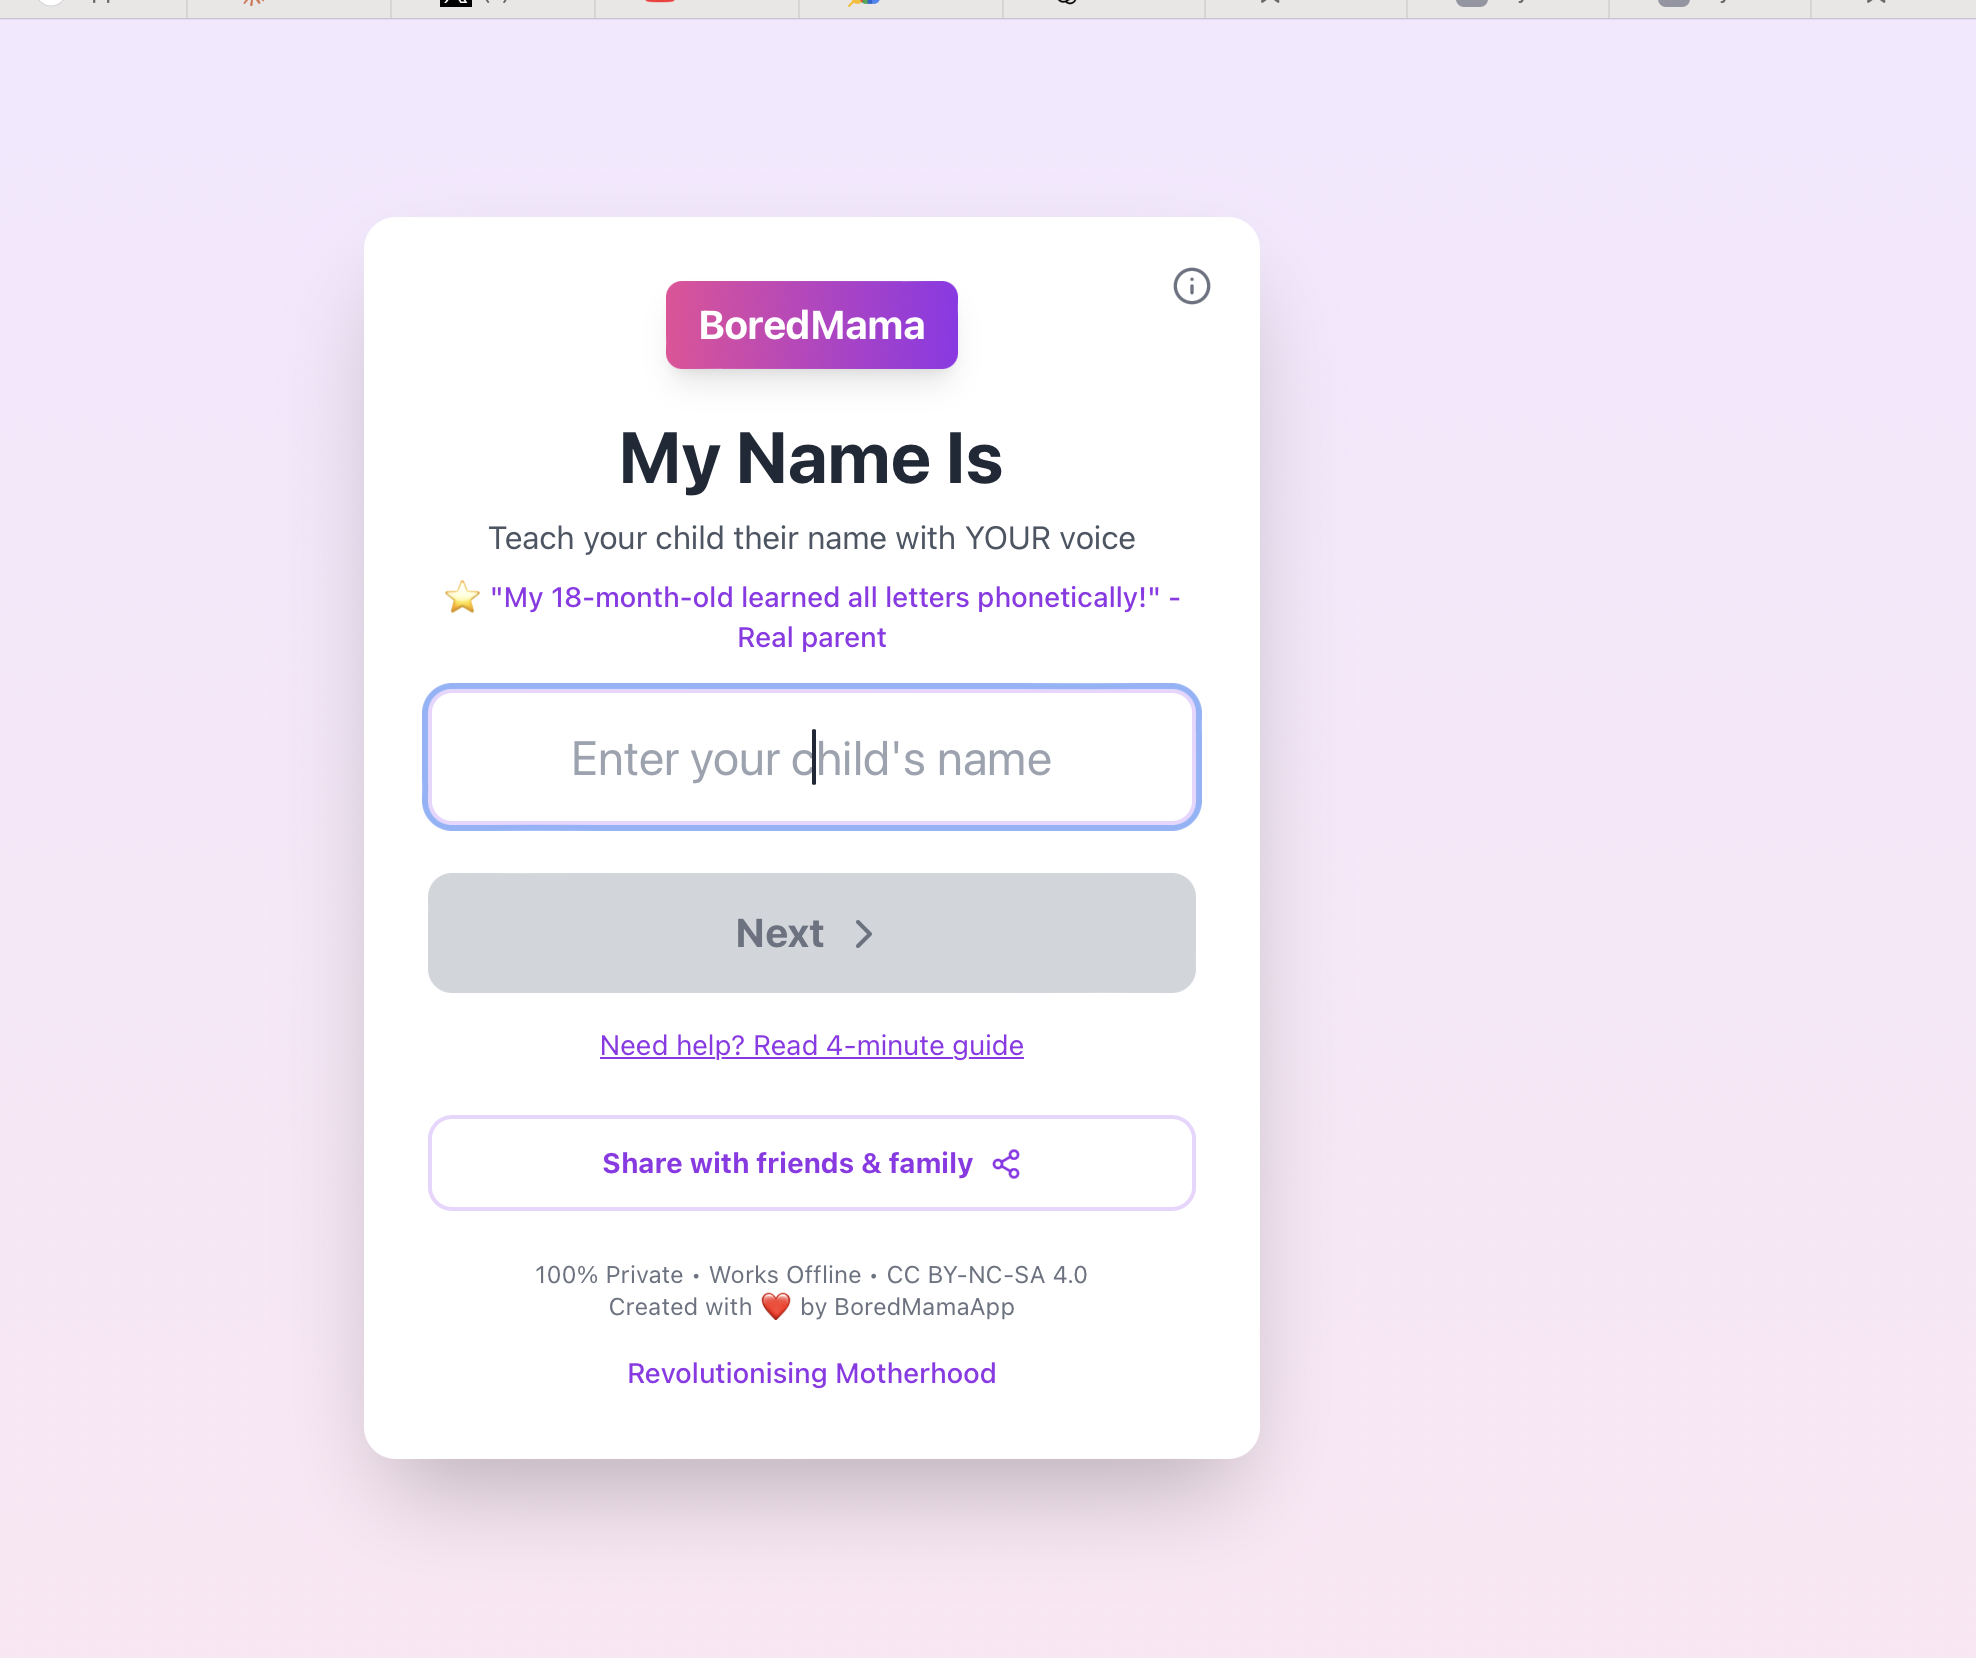 BoredMama
My Name Is
Teach your child their name with YOUR voice
⭐ "My 18-month-old learned all letters phonetically!" -
Real parent
Enter your child's name
Next
Need help? Read 4-minute guide
Share with friends & family
100% Private • Works Offline • CC BY-NC-SA 4.0
Created with ❤️ by BoredMamaApp
Revolutionising Motherhood